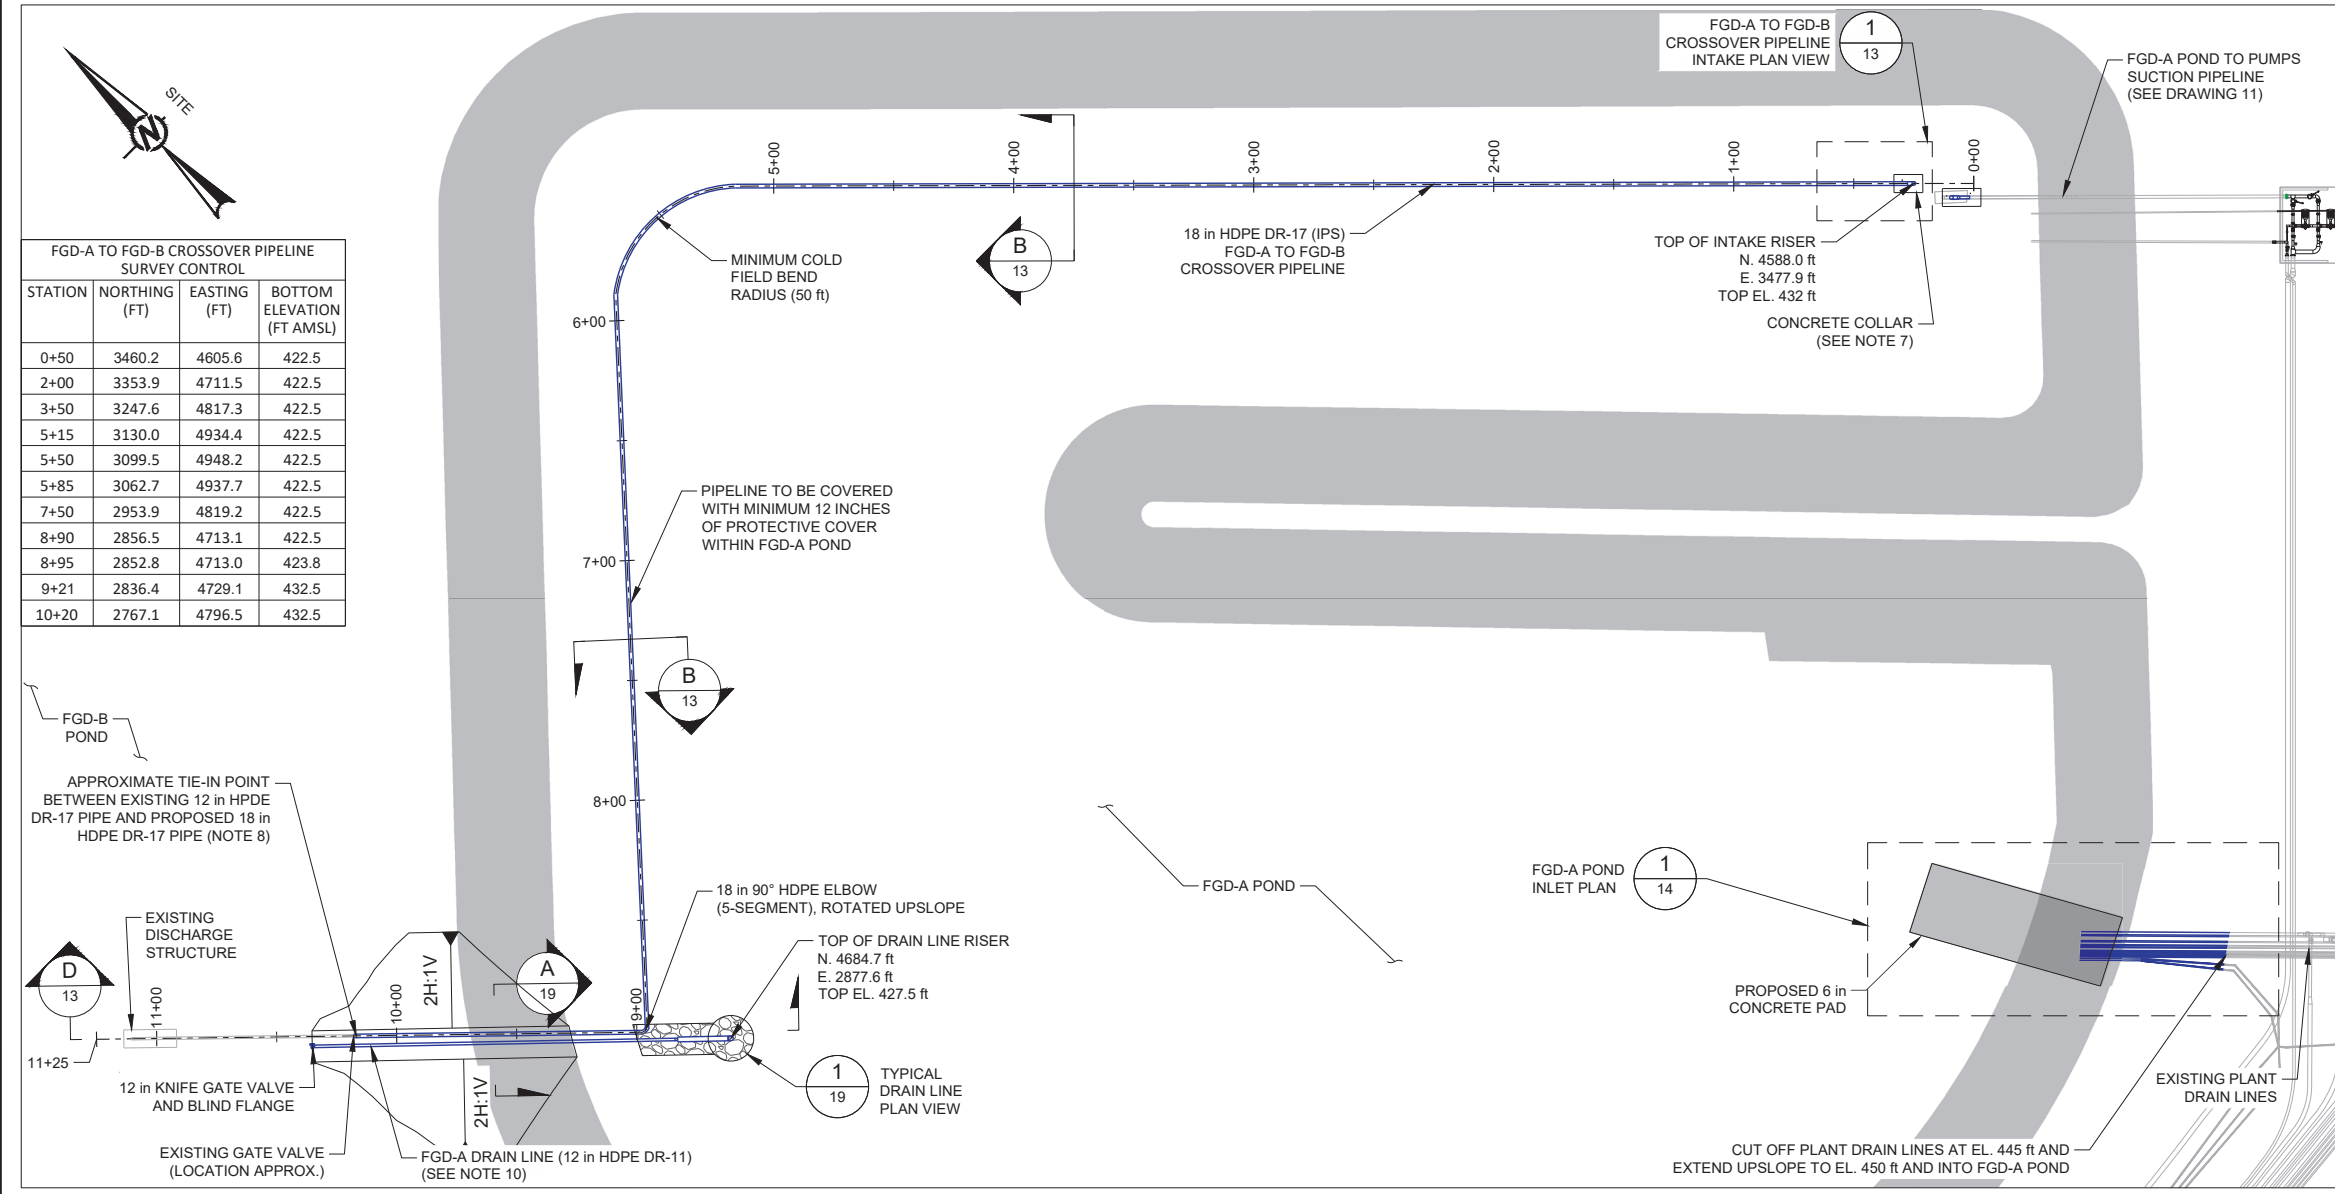 SITE
N
FGD-A TO FGD-B
CROSSOVER PIPELINE
INTAKE PLAN VIEW
1
13
FGD-A POND TO PUMPS
SUCTION PIPELINE
(SEE DRAWING 11)
5+00
4+00
3+00
2+00
1+00
0+00
FGD-A TO FGD-B CROSSOVER PIPELINE
SURVEY CONTROL
STATION NORTHING (FT) EASTING (FT) BOTTOM ELEVATION (FT AMSL)
0+50 3460.2 4605.6 422.5
2+00 3353.9 4711.5 422.5
3+50 3247.6 4817.3 422.5
5+15 3130.0 4934.4 422.5
5+50 3099.5 4948.2 422.5
5+85 3062.7 4937.7 422.5
7+50 2953.9 4819.2 422.5
8+90 2856.5 4713.1 422.5
8+95 2852.8 4713.0 423.8
9+21 2836.4 4729.1 432.5
10+20 2767.1 4796.5 432.5
MINIMUM COLD
FIELD BEND
RADIUS (50 ft)
B
13
18 in HDPE DR-17 (IPS)
FGD-A TO FGD-B
CROSSOVER PIPELINE
TOP OF INTAKE RISER
N. 4588.0 ft
E. 3477.9 ft
TOP EL. 432 ft
CONCRETE COLLAR
(SEE NOTE 7)
6+00
PIPELINE TO BE COVERED
WITH MINIMUM 12 INCHES
OF PROTECTIVE COVER
WITHIN FGD-A POND
7+00
B
13
8+00
FGD-B
POND
APPROXIMATE TIE-IN POINT
BETWEEN EXISTING 12 in HPDE
DR-17 PIPE AND PROPOSED 18 in
HDPE DR-17 PIPE (NOTE 8)
EXISTING
DISCHARGE
STRUCTURE
D
13
11+00
10+00
9+00
2H:1V
A
19
18 in 90° HDPE ELBOW
(5-SEGMENT), ROTATED UPSLOPE
TOP OF DRAIN LINE RISER
N. 4684.7 ft
E. 2877.6 ft
TOP EL. 427.5 ft
FGD-A POND
FGD-A POND
INLET PLAN
1
14
PROPOSED 6 in
CONCRETE PAD
11+25
12 in KNIFE GATE VALVE
AND BLIND FLANGE
2H:1V
1
19
TYPICAL
DRAIN LINE
PLAN VIEW
EXISTING GATE VALVE
(LOCATION APPROX.)
FGD-A DRAIN LINE (12 in HDPE DR-11)
(SEE NOTE 10)
EXISTING PLANT
DRAIN LINES
CUT OFF PLANT DRAIN LINES AT EL. 445 ft AND
EXTEND UPSLOPE TO EL. 450 ft AND INTO FGD-A POND